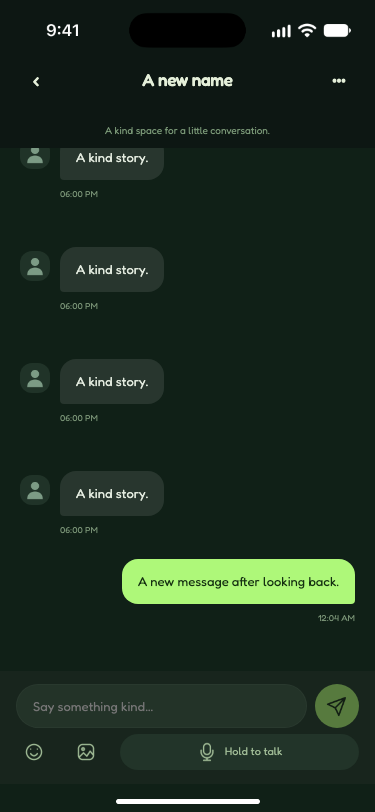 9:41
A new name
A kind space for a little conversation.
A kind story.
06:00 PM
A kind story.
06:00 PM
A kind story.
06:00 PM
A kind story.
06:00 PM
A new message after looking back.
12:04 AM
Say something kind...
Hold to talk